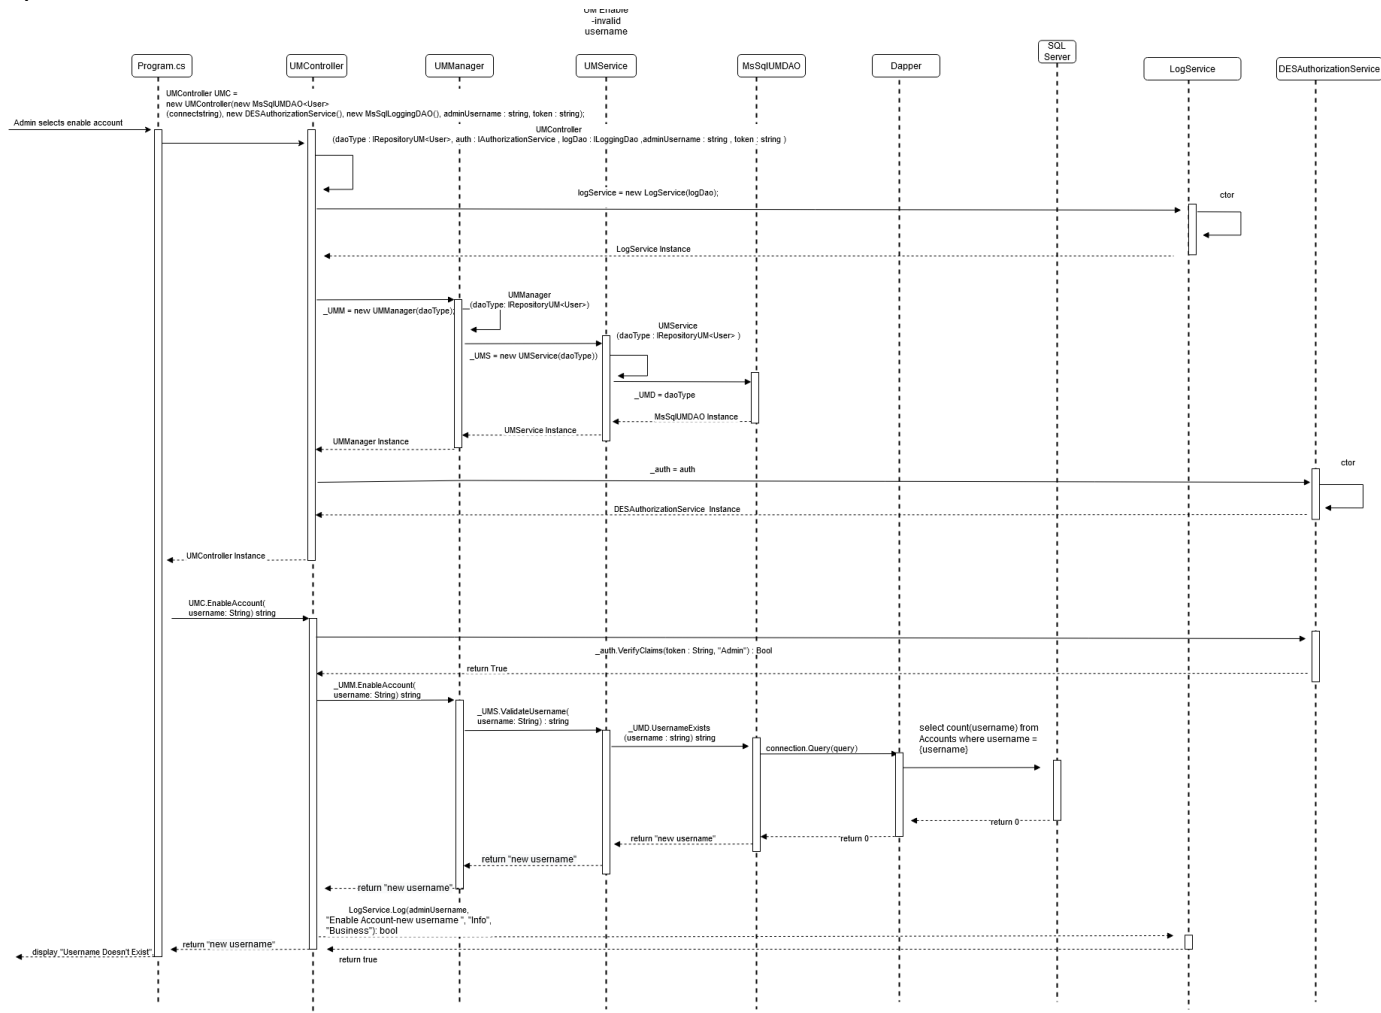 UM Enable
-invalid
username
Program.cs
UMController
UMManager
UMService
MsSqlUMDAO
Dapper
SQL
Server
LogService
DESAuthorizationService
UMController UMC =
new UMController(new MsSqlUMDAO<User>
(connectstring), new DESAuthorizationService(), new MsSqlLoggingDAO(), adminUsername : string, token : string);
Admin selects enable account
UMController
(daoType : IRepositoryUM<User>, auth : IAuthorizationService , logDao : ILoggingDao ,adminUsername : string , token : string )
logService = new LogService(logDao);
ctor
LogService Instance
UMManager
(daoType: IRepositoryUM<User>)
_UMM = new UMManager(daoType);
UMService
(daoType : IRepositoryUM<User> )
_UMS = new UMService(daoType))
_UMD = daoType
MsSqlUMDAO Instance
UMService Instance
UMManager Instance
_auth = auth
ctor
DESAuthorizationService Instance
UMController Instance
UMC.EnableAccount(
username: String) string
_auth.VerifyClaims(token : String, "Admin") : Bool
return True
_UMM.EnableAccount(
username: String) string
_UMS.ValidateUsername(
username: String) : string
_UMD.UsernameExists
(username : string) string
connection.Query(query)
select count(username) from
Accounts where username =
{username}
return 0
return 0
return "new username"
return "new username"
return "new username"
LogService.Log(adminUsername,
"Enable Account-new username ", "Info",
"Business"): bool
return "new username"
display "Username Doesn't Exist"
return true